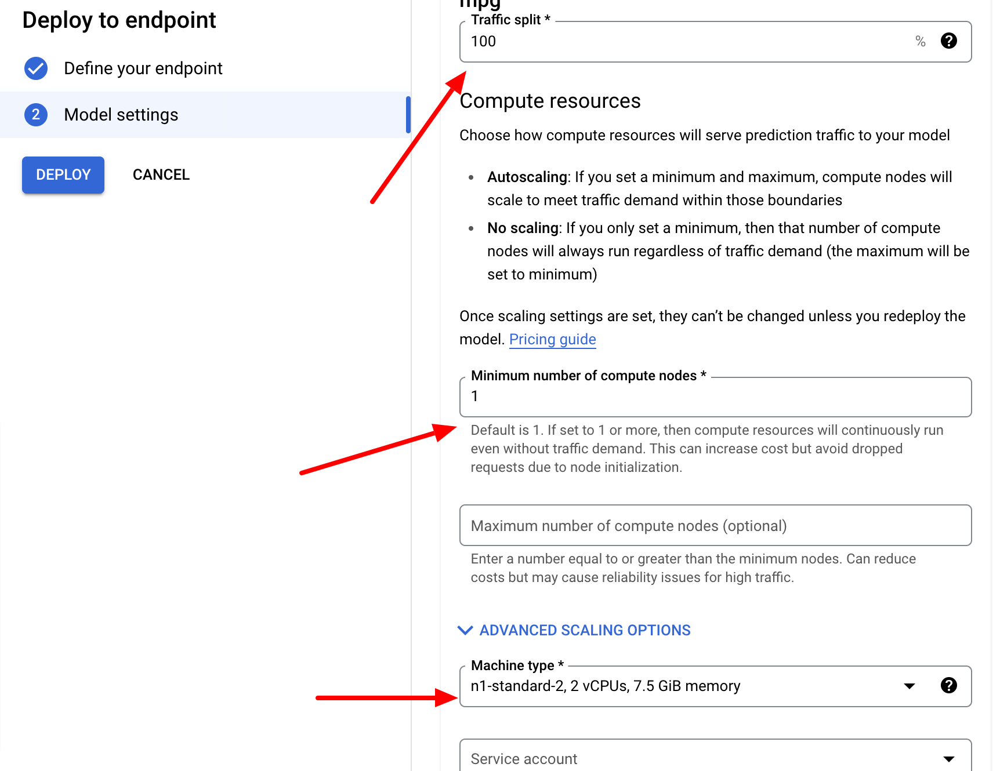 Deploy to endpoint
Define your endpoint
2 Model settings
DEPLOY CANCEL
mpg
Traffic split *
100 %
Compute resources
Choose how compute resources will serve prediction traffic to your model
• Autoscaling: If you set a minimum and maximum, compute nodes will
scale to meet traffic demand within those boundaries
• No scaling: If you only set a minimum, then that number of compute
nodes will always run regardless of traffic demand (the maximum will be
set to minimum)
Once scaling settings are set, they can’t be changed unless you redeploy the
model. Pricing guide
Minimum number of compute nodes *
1
Default is 1. If set to 1 or more, then compute resources will continuously run
even without traffic demand. This can increase cost but avoid dropped
requests due to node initialization.
Maximum number of compute nodes (optional)
Enter a number equal to or greater than the minimum nodes. Can reduce
costs but may cause reliability issues for high traffic.
ADVANCED SCALING OPTIONS
Machine type *
n1-standard-2, 2 vCPUs, 7.5 GiB memory
Service account